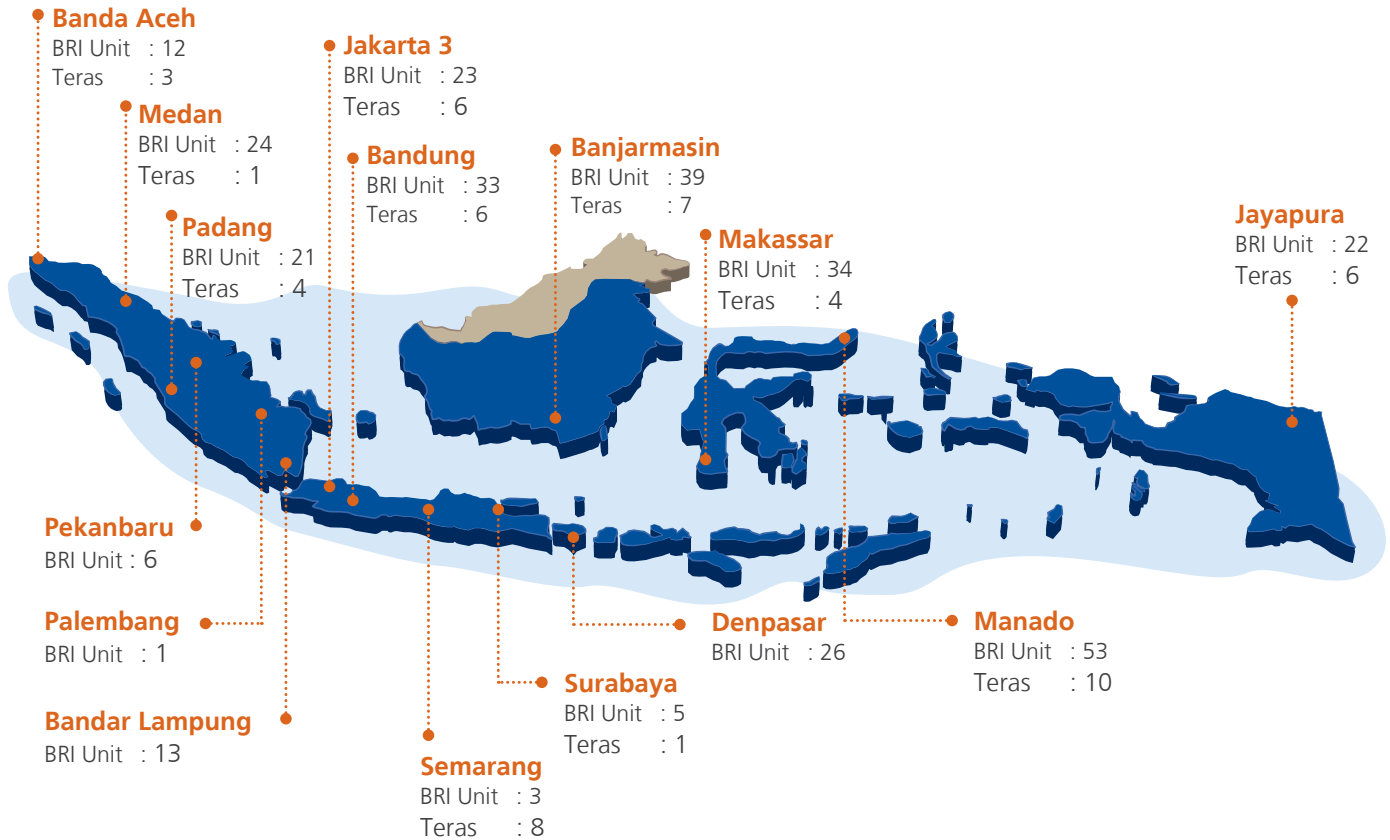 Banda Aceh
BRI Unit : 12
Teras : 3
Medan
BRI Unit : 24
Teras : 1
Padang
BRI Unit : 21
Teras : 4
Jakarta 3
BRI Unit : 23
Teras : 6
Bandung
BRI Unit : 33
Teras : 6
Banjarmasin
BRI Unit : 39
Teras : 7
Makassar
BRI Unit : 34
Teras : 4
Jayapura
BRI Unit : 22
Teras : 6
Pekanbaru
BRI Unit : 6
Palembang
BRI Unit : 1
Bandar Lampung
BRI Unit : 13
Semarang
BRI Unit : 3
Teras : 8
Surabaya
BRI Unit : 5
Teras : 1
Denpasar
BRI Unit : 26
Manado
BRI Unit : 53
Teras : 10